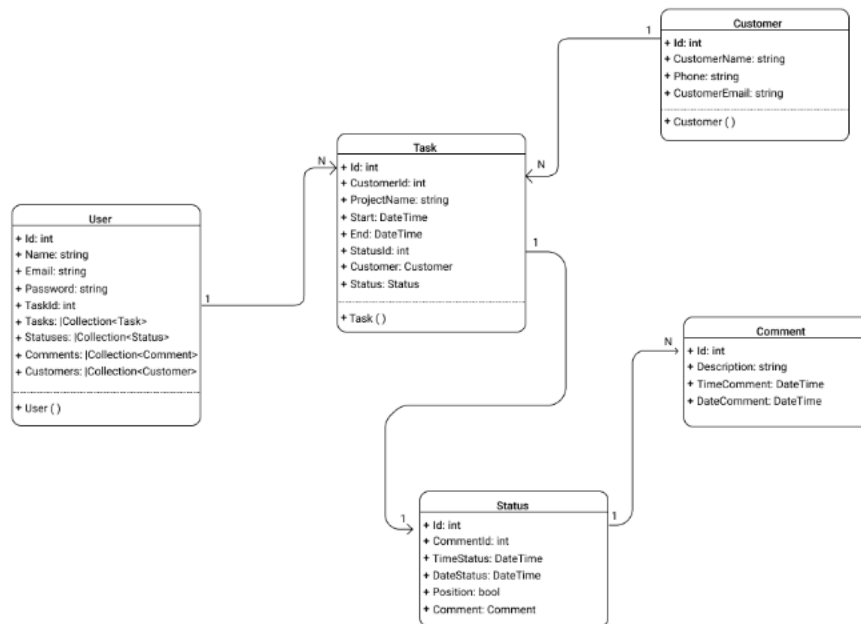 Customer
+ Id: int
+ CustomerName: string
+ Phone: string
+ CustomerEmail: string
+ Customer ( )
1
N
Task
+ Id: int
+ CustomerId: int
+ ProjectName: string
+ Start: DateTime
+ End: DateTime
+ StatusId: int
+ Customer: Customer
+ Status: Status
+ Task ( )
N
1
User
+ Id: int
+ Name: string
+ Email: string
+ Password: string
+ TaskId: int
+ Tasks: |Collection<Task>
+ Statuses: |Collection<Status>
+ Comments: |Collection<Comment>
+ Customers: |Collection<Customer>
+ User ( )
1
Comment
+ Id: int
+ Description: string
+ TimeComment: DateTime
+ DateComment: DateTime
N
Status
+ Id: int
+ CommentId: int
+ TimeStatus: DateTime
+ DateStatus: DateTime
+ Position: bool
+ Comment: Comment
1
1